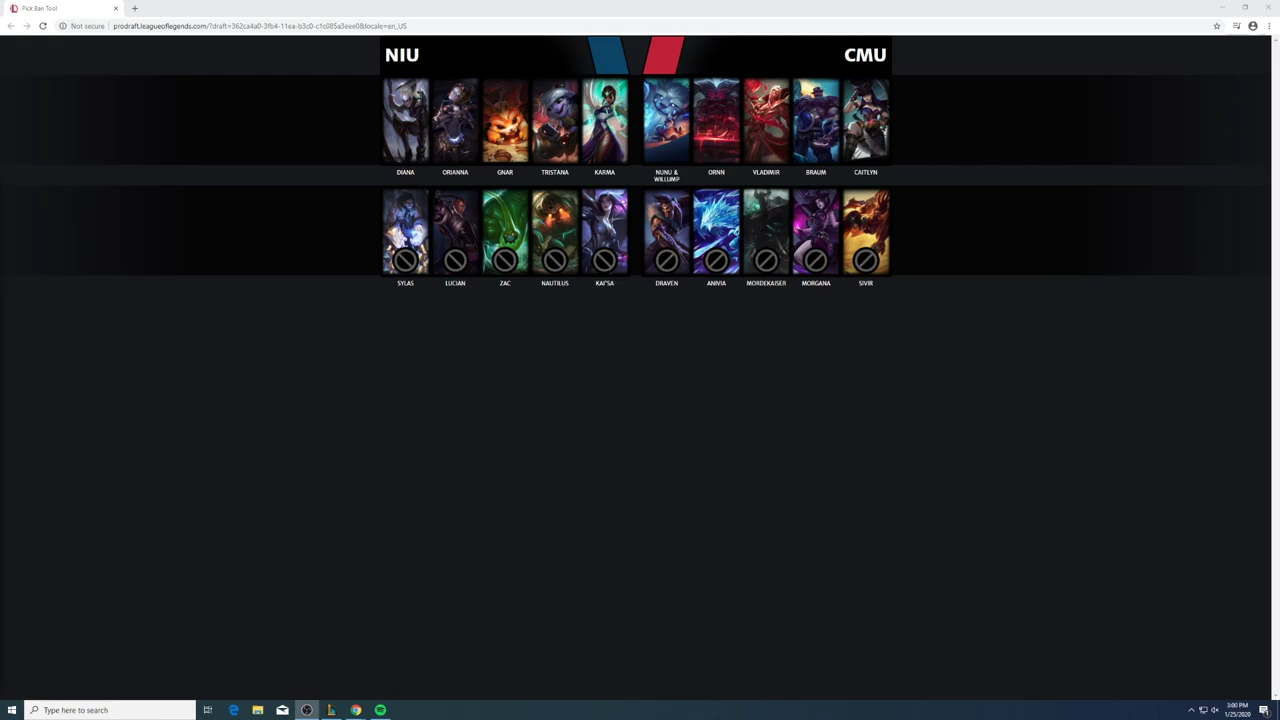 Pick Ban Tool
Not secure
prodraft.leagueoflegends.com/?draft=362ca4a0-3fb4-11ea-b3c0-c1c085a3eee0&locale=en_US
NIU
CMU
DIANA
ORIANNA
GNAR
TRISTANA
KARMA
NUNU &
WILLUMP
ORNN
VLADIMIR
BRAUM
CAITLYN
SYLAS
LUCIAN
ZAC
NAUTILUS
KAI'SA
DRAVEN
ANIVIA
MORDEKAISER
MORGANA
SIVIR
Type here to search
3:00 PM
1/25/2020